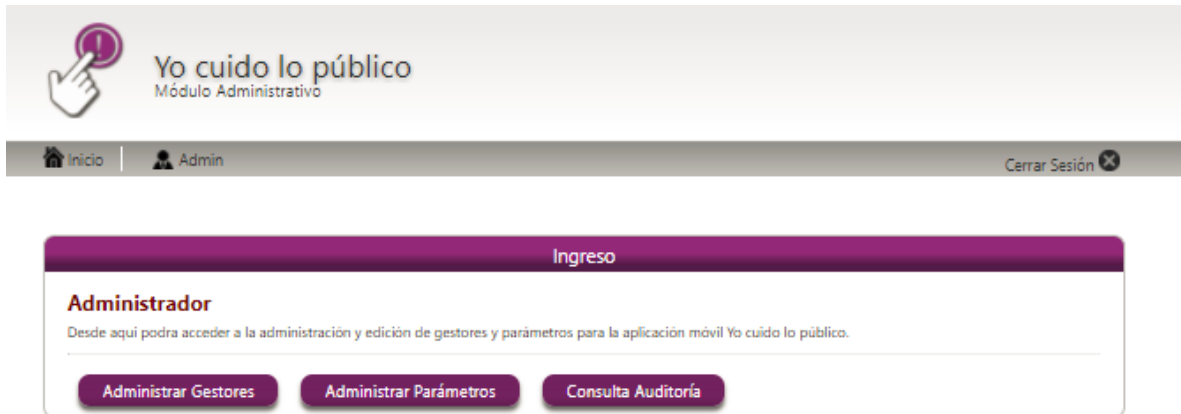 Yo cuido lo público
Módulo Administrativo
Inicio Admin Cerrar Sesión
Ingreso
Administrador
Desde aqui podra acceder a la administración y edición de gestores y parámetros para la aplicación móvil Yo cuido lo público.
Administrar Gestores Administrar Parámetros Consulta Auditoría